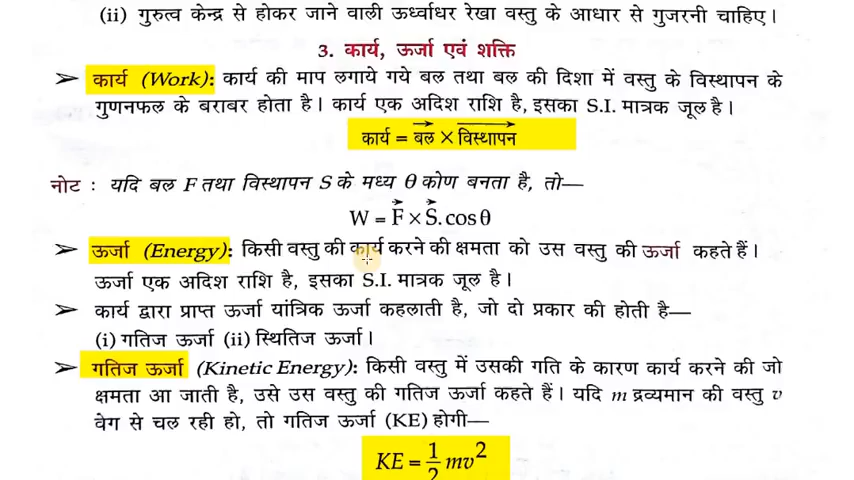 (ii) गुरुत्व केन्द्र से होकर जाने वाली ऊर्ध्वाधर रेखा वस्तु के आधार से गुजरनी चाहिए।
3. कार्य, ऊर्जा एवं शक्ति
➢ कार्य (Work): कार्य की माप लगाये गये बल तथा बल की दिशा में वस्तु के विस्थापन के
गुणनफल के बराबर होता है। कार्य एक अदिश राशि है, इसका S.I. मात्रक जूल है।
कार्य = बल × विस्थापन
नोट : यदि बल F तथा विस्थापन S के मध्य θ कोण बनता है, तो—
W = F × S. cos θ
➢ ऊर्जा (Energy): किसी वस्तु की कार्य करने की क्षमता को उस वस्तु की ऊर्जा कहते हैं।
ऊर्जा एक अदिश राशि है, इसका S.I. मात्रक जूल है।
➢ कार्य द्वारा प्राप्त ऊर्जा यांत्रिक ऊर्जा कहलाती है, जो दो प्रकार की होती है—
(i) गतिज ऊर्जा (ii) स्थितिज ऊर्जा।
➢ गतिज ऊर्जा (Kinetic Energy): किसी वस्तु में उसकी गति के कारण कार्य करने की जो
क्षमता आ जाती है, उसे उस वस्तु की गतिज ऊर्जा कहते हैं। यदि m द्रव्यमान की वस्तु v
वेग से चल रही हो, तो गतिज ऊर्जा (KE) होगी—
KE = 1/2 mv²